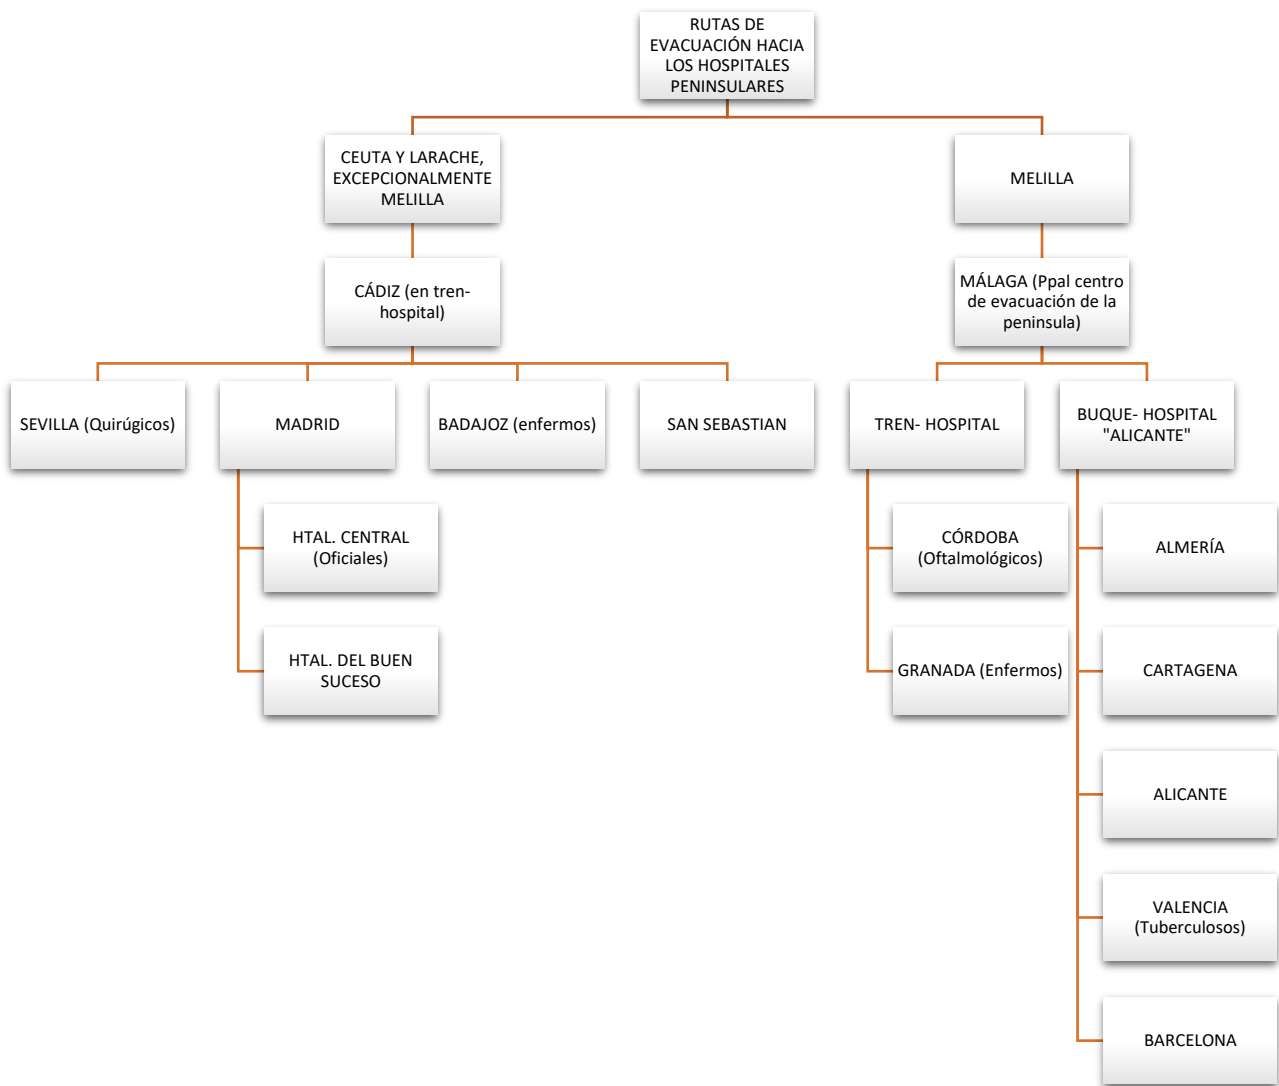 RUTAS DE
EVACUACIÓN HACIA
LOS HOSPITALES
PENINSULARES
CEUTA Y LARACHE,
EXCEPCIONALMENTE
MELILLA
MELILLA
CÁDIZ (en tren-
hospital)
MÁLAGA (Ppal centro
de evacuación de la
peninsula)
SEVILLA (Quirúgicos)
MADRID
BADAJOZ (enfermos)
SAN SEBASTIAN
TREN- HOSPITAL
BUQUE- HOSPITAL
"ALICANTE"
HTAL. CENTRAL
(Oficiales)
HTAL. DEL BUEN
SUCESO
CÓRDOBA
(Oftalmológicos)
GRANADA (Enfermos)
ALMERÍA
CARTAGENA
ALICANTE
VALENCIA
(Tuberculosos)
BARCELONA